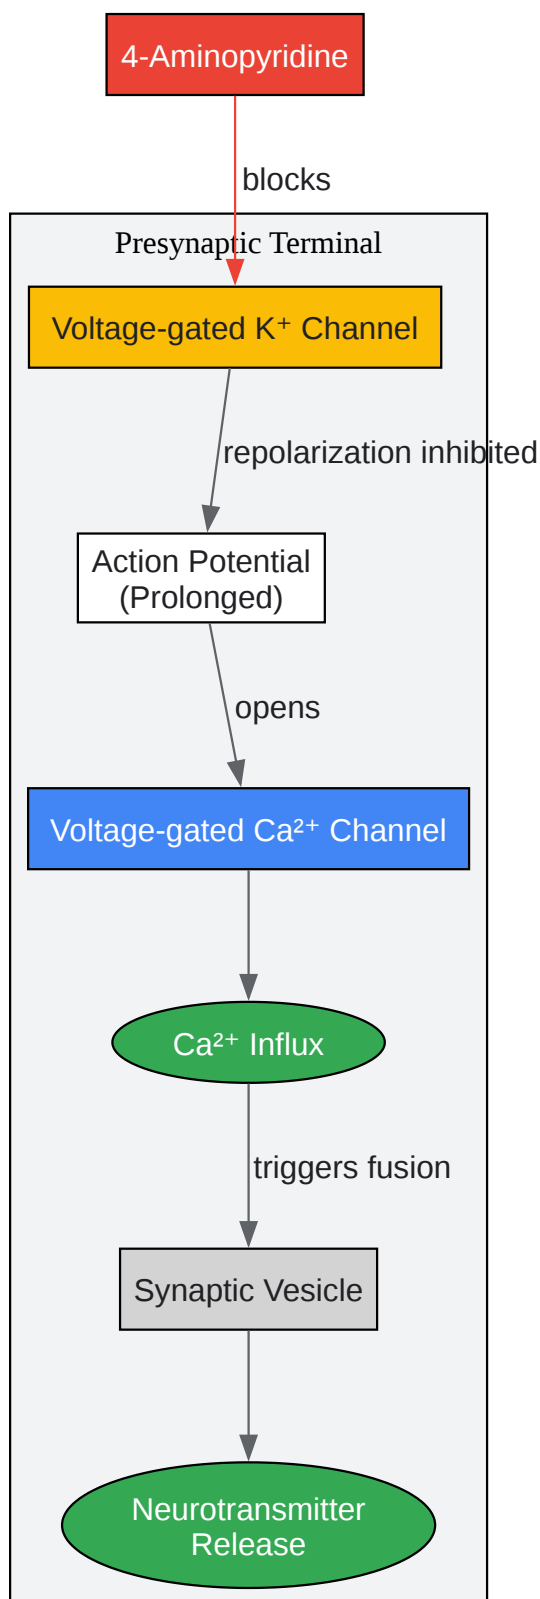 4-Aminopyridine
blocks
Presynaptic Terminal
Voltage-gated K⁺ Channel
repolarization inhibited
Action Potential
(Prolonged)
opens
Voltage-gated Ca²⁺ Channel
Ca²⁺ Influx
triggers fusion
Synaptic Vesicle
Neurotransmitter
Release